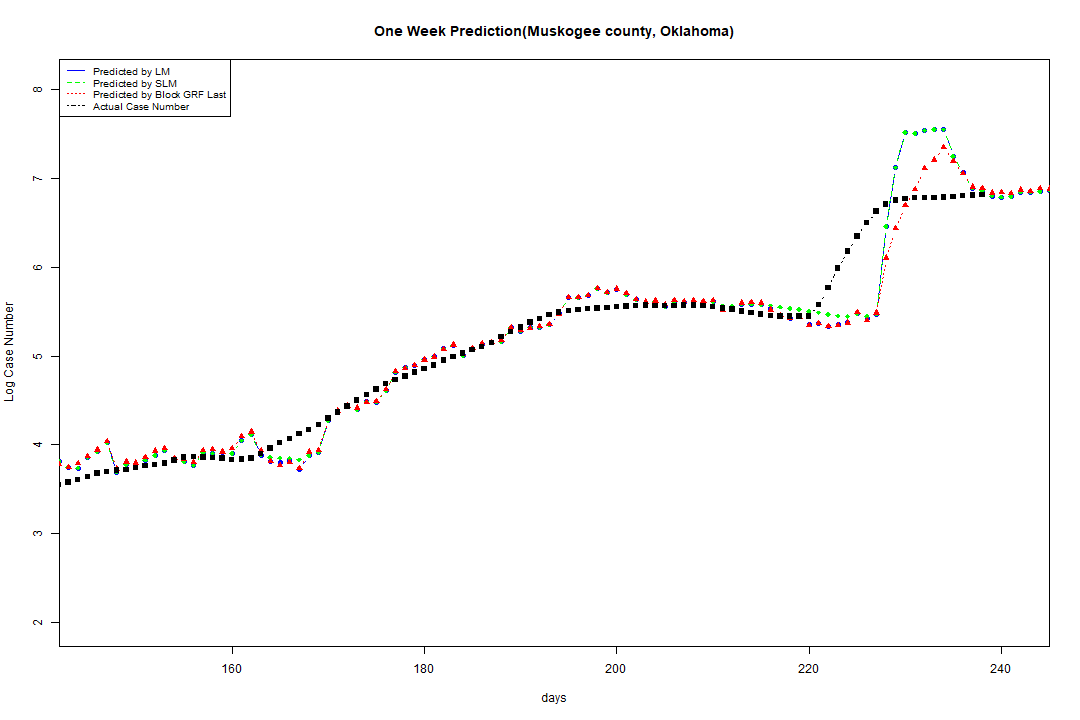 One Week Prediction(Muskogee county, Oklahoma)
Predicted by LM
Predicted by SLM
Predicted by Block GRF Last
Actual Case Number
8
7
6
5
4
3
2
Log Case Number
160 180 200 220 240
days